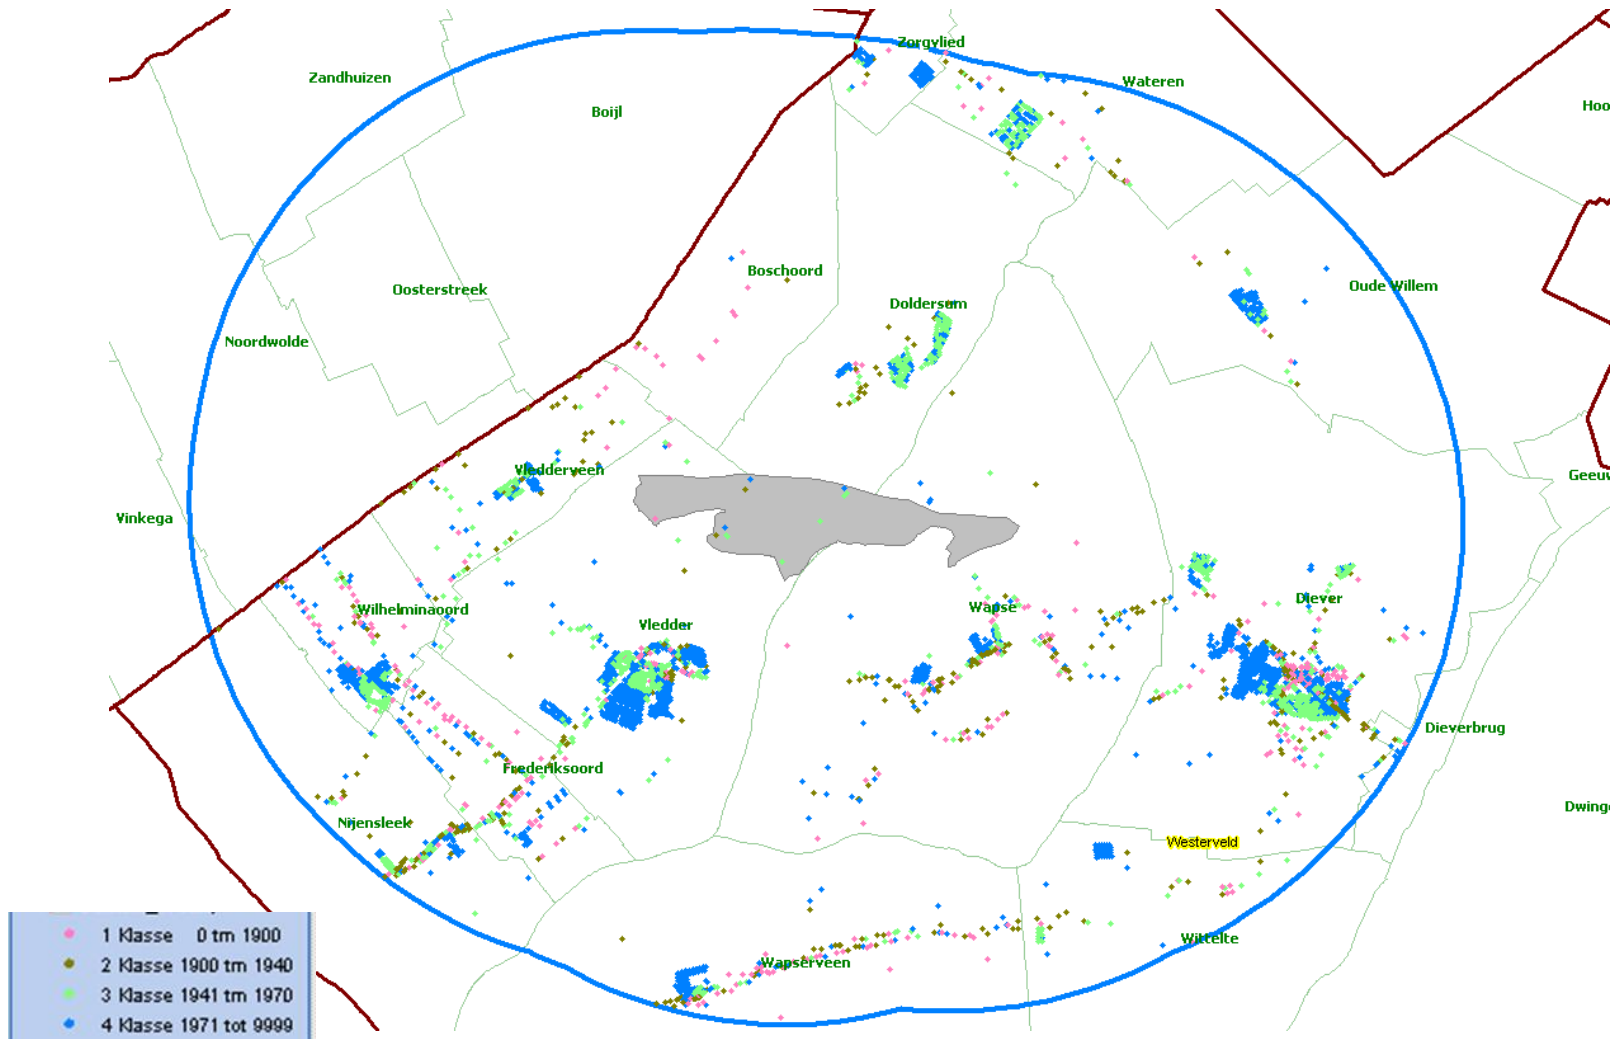 Zorgvlied
Zandhuizen
Wateren
Boijl
Hoo
Boschoord
Oosterstreek
Oude Willem
Doldersum
Noordwolde
Vledderveen
Geeuw
Vinkega
Wilhelminaoord
Wapse
Diever
Vledder
Dieverbrug
Frederiksoord
Dwinge
Nijensleek
Westerveld
Wittelte
Wapserveen
1 Klasse 0 tm 1900
2 Klasse 1900 tm 1940
3 Klasse 1941 tm 1970
4 Klasse 1971 tot 9999